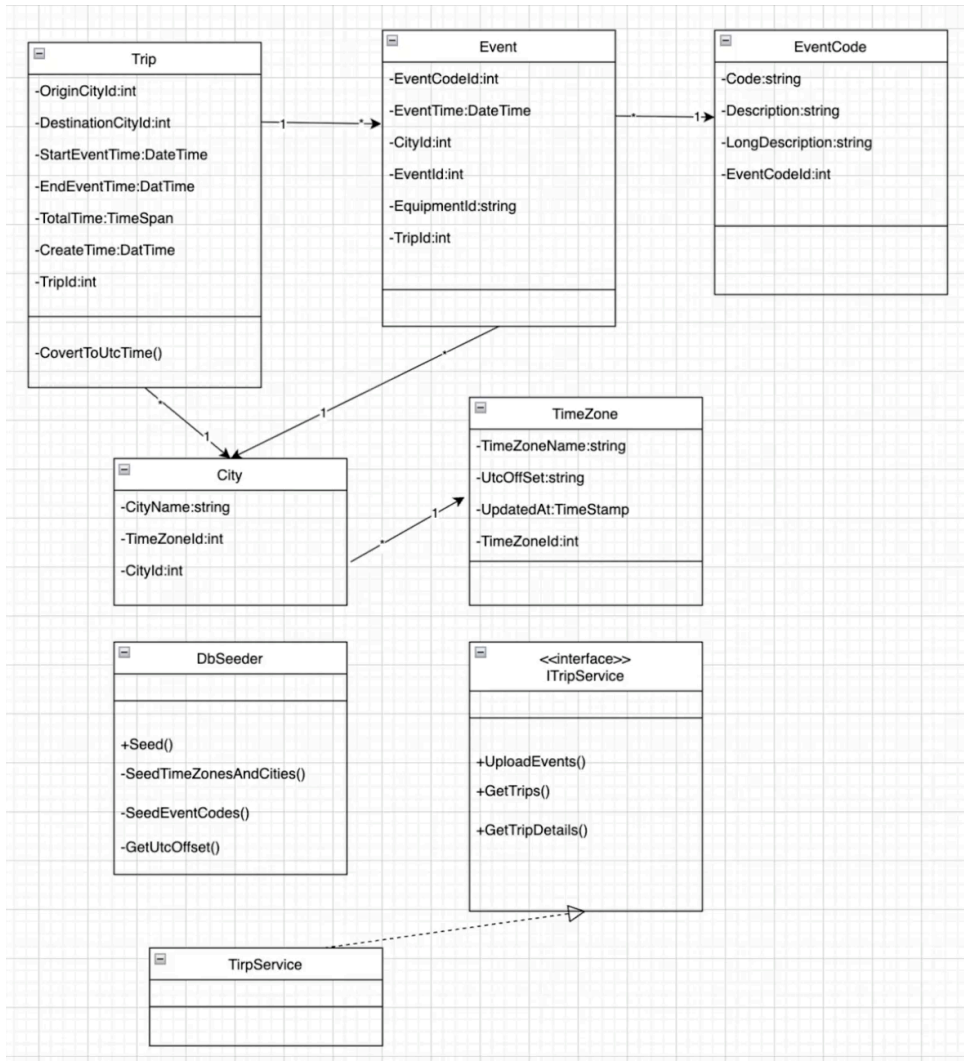 Trip
-OriginCityId:int
-DestinationCityId:int
-StartEventTime:DateTime
-EndEventTime:DatTime
-TotalTime:TimeSpan
-CreateTime:DatTime
-TripId:int
-CovertToUtcTime()
1
*
Event
-EventCodeId:int
-EventTime:DateTime
-CityId:int
-EventId:int
-EquipmentId:string
-TripId:int
*
1
EventCode
-Code:string
-Description:string
-LongDescription:string
-EventCodeId:int
*
1
*
1
City
-CityName:string
-TimeZoneId:int
-CityId:int
*
1
TimeZone
-TimeZoneName:string
-UtcOffSet:string
-UpdatedAt:TimeStamp
-TimeZoneId:int
DbSeeder
+Seed()
-SeedTimeZonesAndCities()
-SeedEventCodes()
-GetUtcOffset()
<<interface>>
ITripService
+UploadEvents()
+GetTrips()
+GetTripDetails()
TirpService